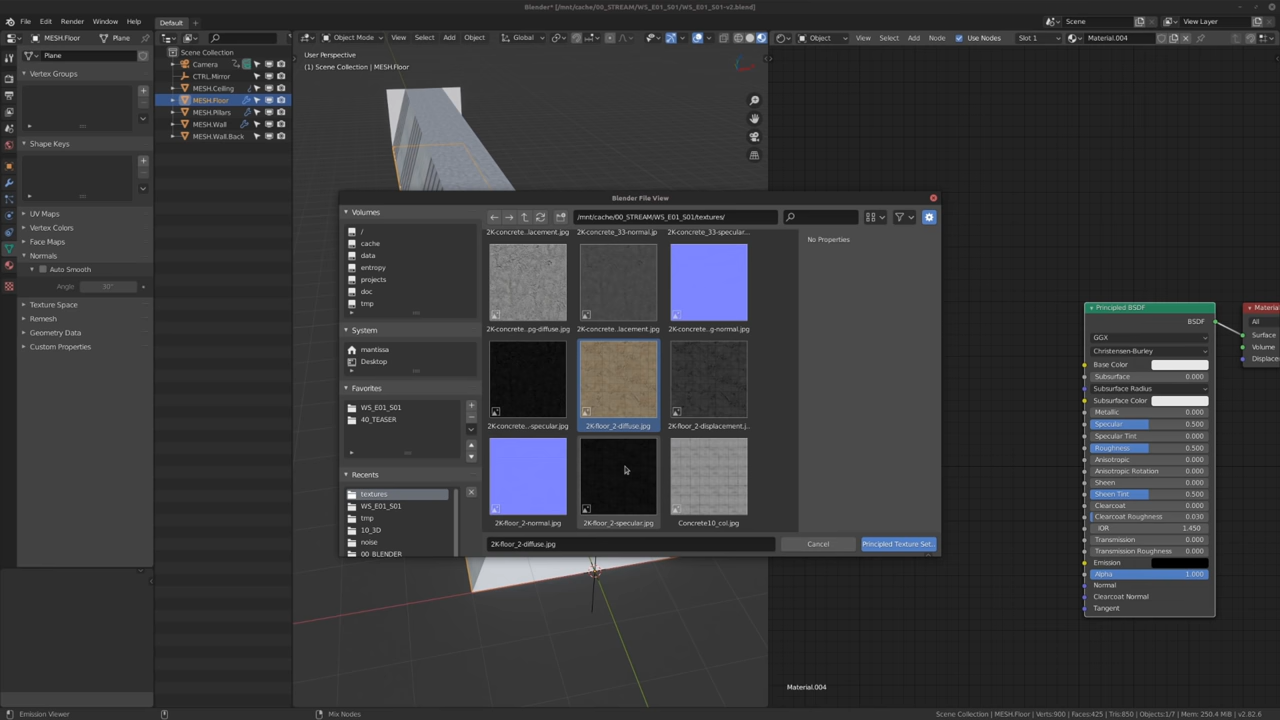 Blender* [/mnt/cache/00_STREAM/WS_E01_S01/WS_E01_S01-v2.blend]
File Edit Render Window Help Default Scene View Layer
MESH.Floor Plane
Object Mode View Select Add Object Global
Object View Select Add Node Use Nodes Slot 1 Material.004
Plane
Vertex Groups
Shape Keys
UV Maps
Vertex Colors
Face Maps
Normals
Auto Smooth
Angle 30°
Texture Space
Remesh
Geometry Data
Custom Properties
Scene Collection
Camera
CTRL.Mirror
MESH.Ceiling
MESH.Floor
MESH.Pillars
MESH.Wall
MESH.Wall.Back
User Perspective
(1) Scene Collection | MESH.Floor
Blender File View
Volumes
/
cache
data
entropy
projects
doc
tmp
System
mantissa
Desktop
Favorites
WS_E01_S01
40_TEASER
Recents
textures
WS_E01_S01
tmp
10_3D
noise
00_BLENDER
/mnt/cache/00_STREAM/WS_E01_S01/textures/
2K-concrete..lacement.jpg 2K-concrete_33-normal.jp 2K-concrete_33-specular...
2K-concrete...pg-diffuse.jpg 2K-concrete..lacement.jpg 2K-concrete..g-normal.jpg
2K-concrete..-specular.jpg 2K-floor_2-diffuse.jpg 2K-floor_2-displacement.j..
2K-floor_2-normal.jpg 2K-floor_2-specular.jpg Concrete10_col.jpg
2K-floor_2-diffuse.jpg Cancel Principled Texture Set..
No Properties
Principled BSDF
BSDF
GGX
Christensen-Burley
Base Color
Subsurface 0.000
Subsurface Radius
Subsurface Color
Metallic 0.000
Specular 0.500
Specular Tint 0.000
Roughness 0.500
Anisotropic 0.000
Anisotropic Rotation 0.000
Sheen 0.000
Sheen Tint 0.500
Clearcoat 0.000
Clearcoat Roughness 0.030
IOR 1.450
Transmission 0.000
Transmission Roughness 0.000
Emission
Alpha 1.000
Normal
Clearcoat Normal
Tangent
Material
All
Surface
Volume
Displace
Material.004
Emission Viewer Mix Nodes Scene Collection | MESH.Floor | Verts:900 | Faces:425 | Tris:850 | Objects:1/7 | Mem: 250.4 MiB | v2.82.6